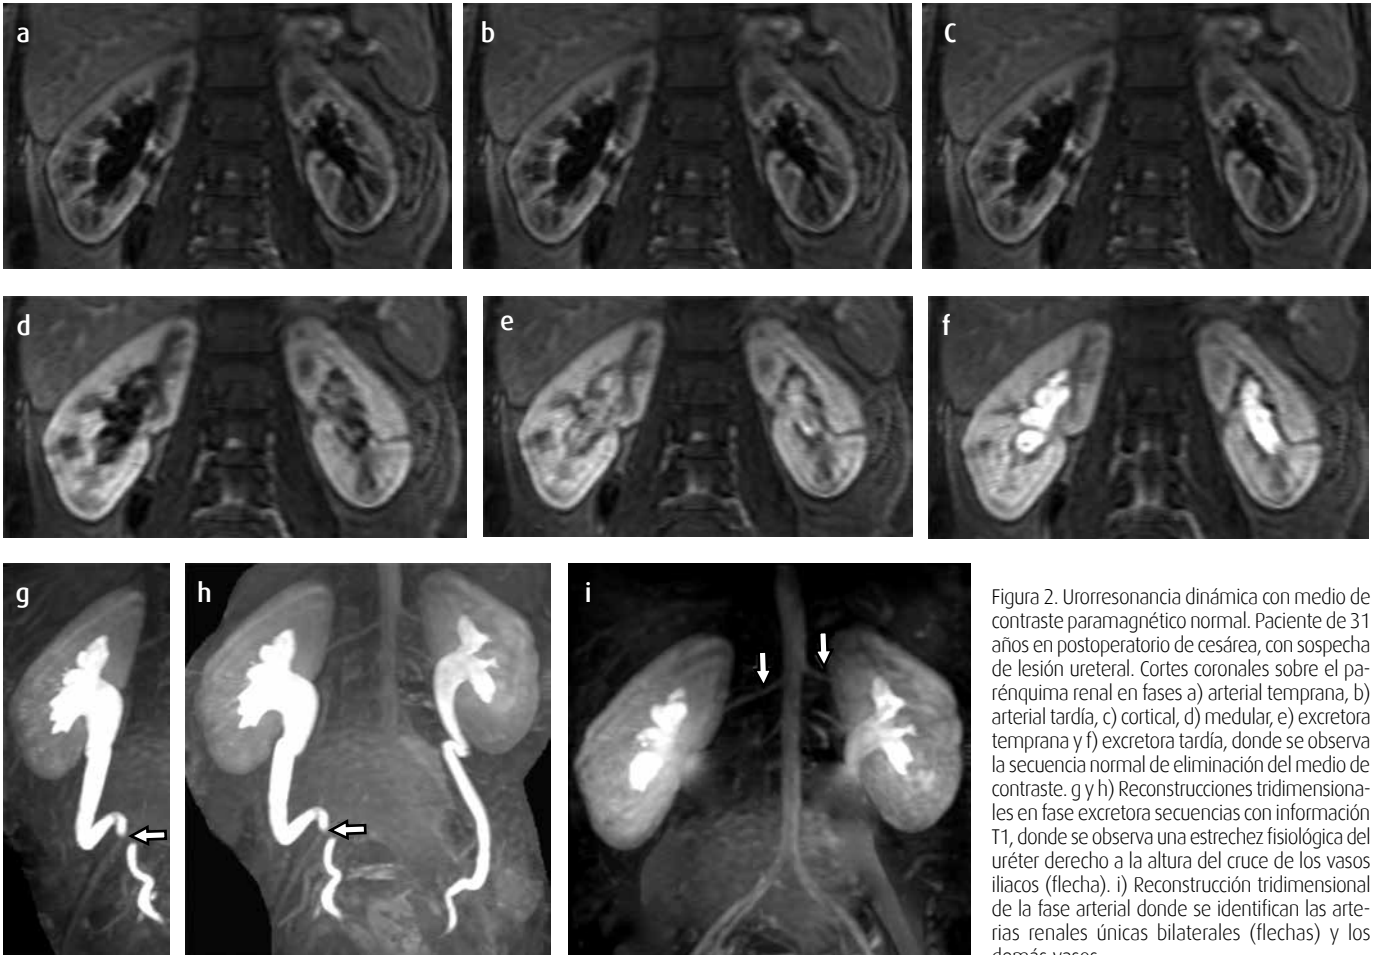 a
b
c
d
e
f
g
h
i
Figura 2. Urorresonancia dinámica con medio de
contraste paramagnético normal. Paciente de 31
años en postoperatorio de cesárea, con sospecha
de lesión ureteral. Cortes coronales sobre el pa-
rénquima renal en fases a) arterial temprana, b)
arterial tardía, c) cortical, d) medular, e) excretora
temprana y f) excretora tardía, donde se observa
la secuencia normal de eliminación del medio de
contraste. g y h) Reconstrucciones tridimensiona-
les en fase excretora secuencias con información
T1, donde se observa una estrechez fisiológica del
uréter derecho a la altura del cruce de los vasos
iliacos (flecha). i) Reconstrucción tridimensional
de la fase arterial donde se identifican las arte-
rias renales únicas bilaterales (flechas) y los
demás vasos